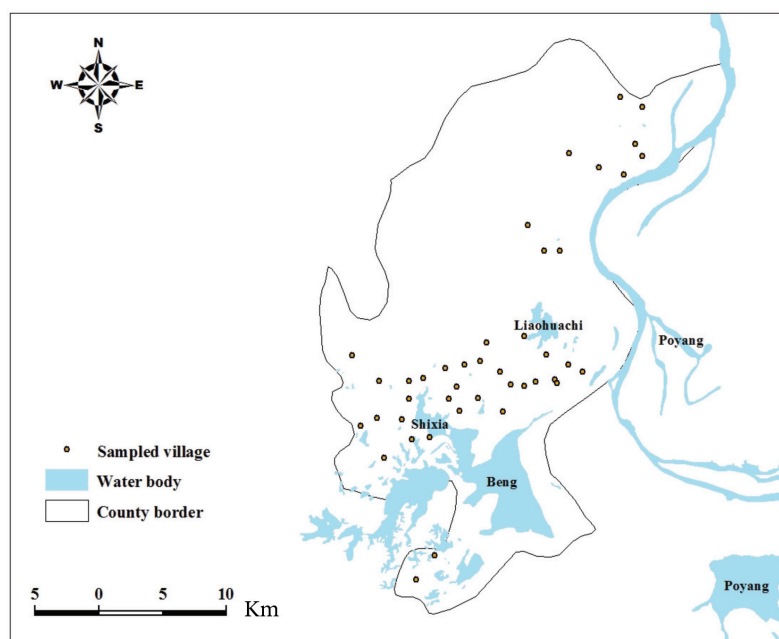 N
W E
S
Liaohuachi
Poyang
Shixia
Beng
Sampled village
Water body
County border
Poyang
5 0 5 10 Km